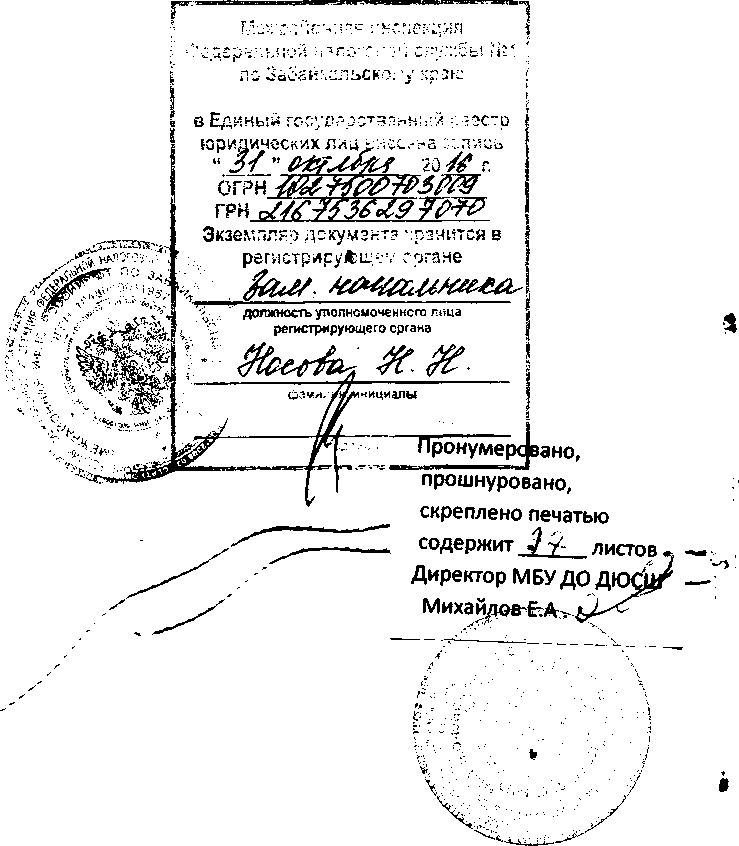 Межрайонная инспекция
Федеральной налоговой службы №
по Забайкальскому краю
в Единый государственный реестр
юридических лиц внесена запись
"31" октября 2016 г.
ОГРН 1027500703009
ГРН 2167536297070
Экземпляр документа хранится в
регистрирующем органе
Зам. начальника
должность уполномоченного лица
регистрирующего органа
Носова Н. Н.
фамилия, инициалы
Пронумеровано,
прошнуровано,
скреплено печатью
содержит листов
Директор МБУ ДО ДЮСШ
Михайлов Е.А.